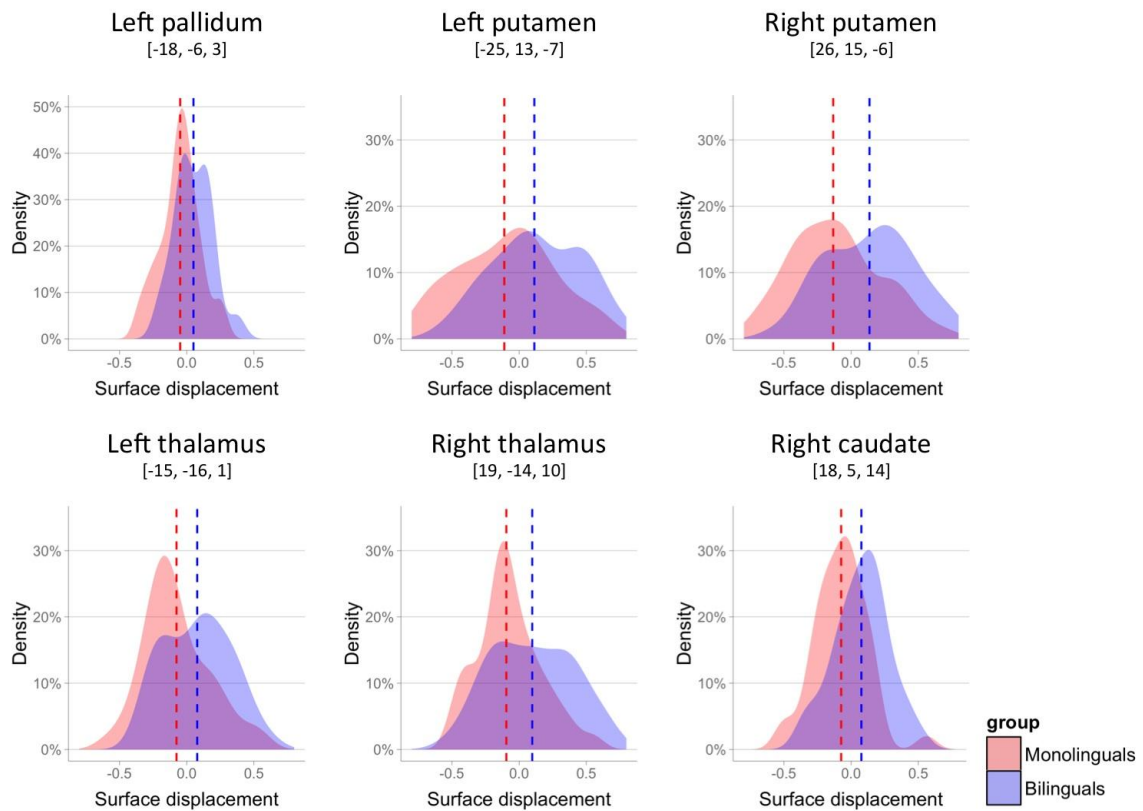 Left pallidum
[-18, -6, 3]
50%
40%
30%
20%
10%
0%
Density
-0.5 0.0 0.5
Surface displacement
Left putamen
[-25, 13, -7]
30%
20%
10%
0%
Density
-0.5 0.0 0.5
Surface displacement
Right putamen
[26, 15, -6]
30%
20%
10%
0%
Density
-0.5 0.0 0.5
Surface displacement
Left thalamus
[-15, -16, 1]
30%
20%
10%
0%
Density
-0.5 0.0 0.5
Surface displacement
Right thalamus
[19, -14, 10]
30%
20%
10%
0%
Density
-0.5 0.0 0.5
Surface displacement
Right caudate
[18, 5, 14]
30%
20%
10%
0%
Density
-0.5 0.0 0.5
Surface displacement
group
Monolinguals
Bilinguals